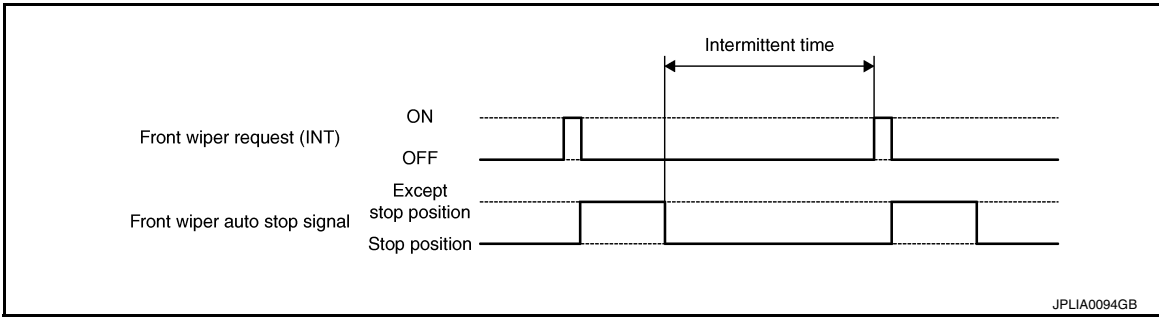 Intermittent time
ON
Front wiper request (INT)
OFF
Except
stop position
Front wiper auto stop signal
Stop position
JPLIA0094GB